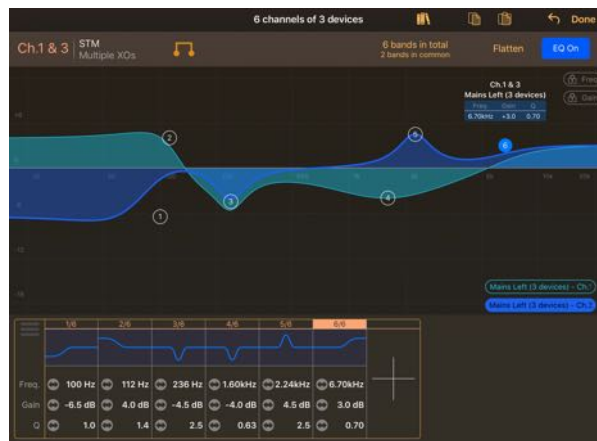 6 channels of 3 devices
Done
Ch.1 & 3
STM
Multiple XOs
6 bands in total
2 bands in common
Flatten
EQ On
Ch.1 & 3
Mains Left (3 devices)
Freq. Gain Q
6.70kHz +3.0 0.70
Freq
Gain
2
5
6
1
3
4
Mains Left (3 devices) - Ch.1
Mains Left (3 devices) - Ch.3
1/6 2/6 3/6 4/6 5/6 6/6
Freq. 100 Hz 112 Hz 236 Hz 1.60kHz 2.24kHz 6.70kHz
Gain -6.5 dB 4.0 dB -4.5 dB -4.0 dB 4.5 dB 3.0 dB
Q 1.0 1.4 2.5 0.63 2.5 0.70